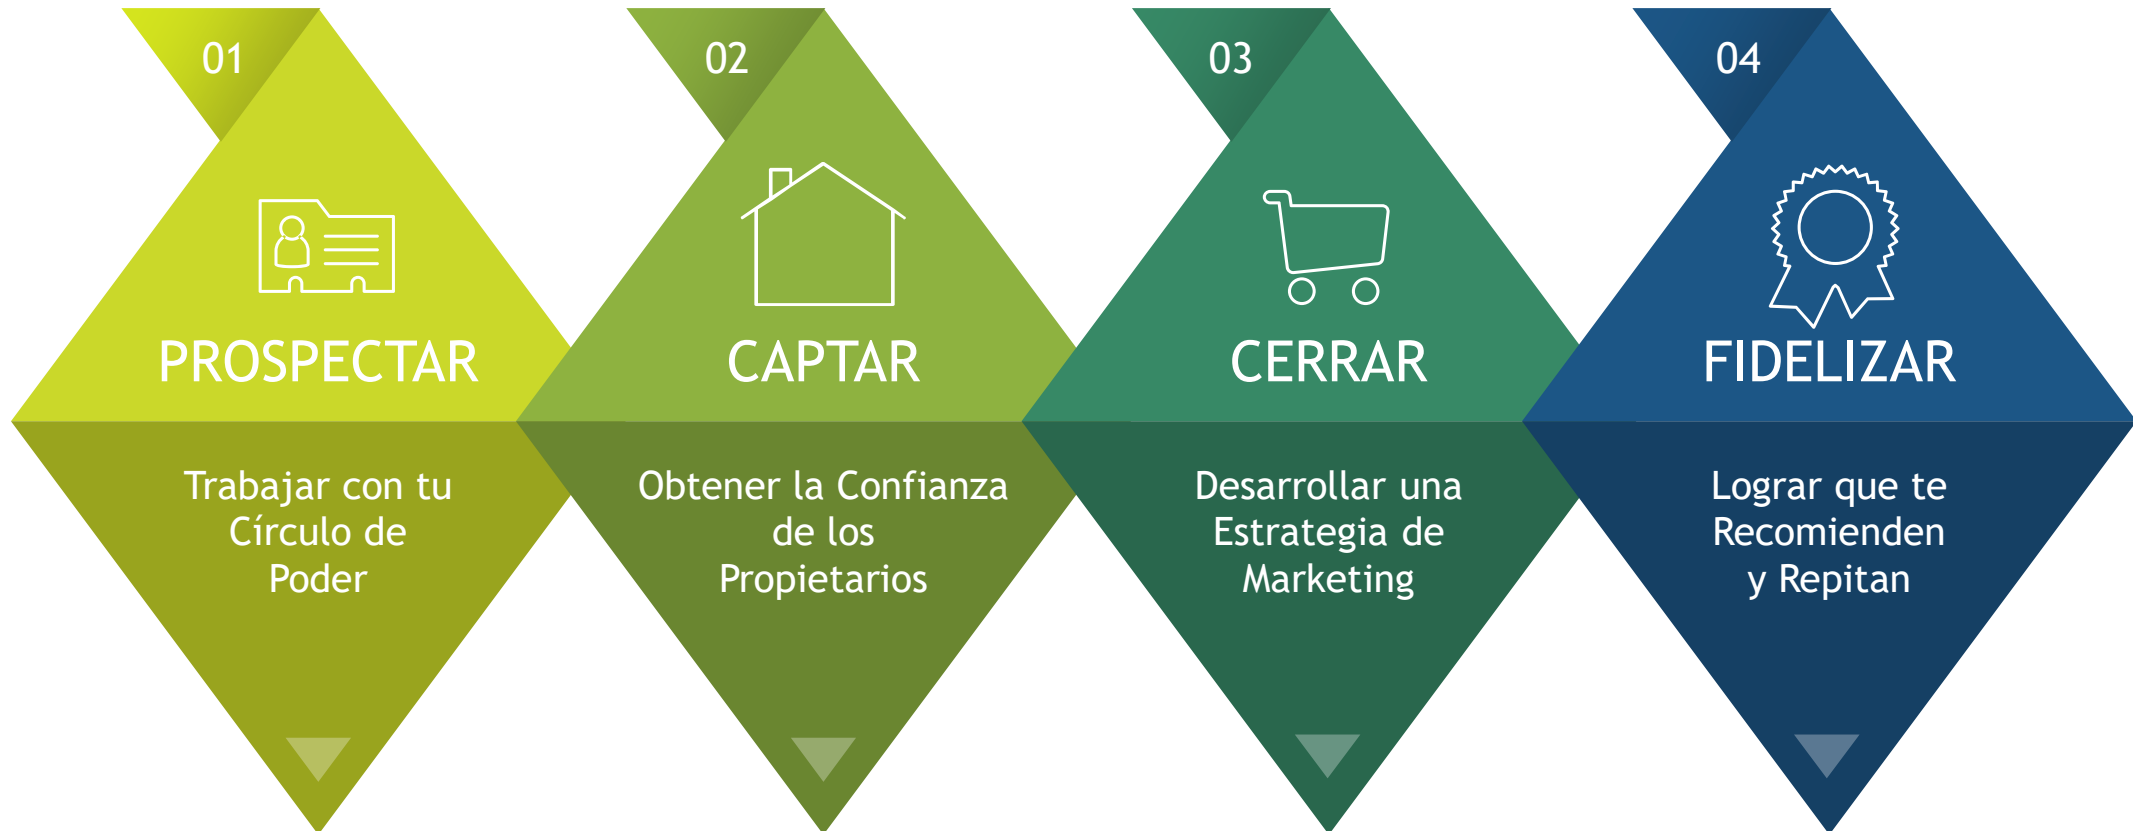 01
PROSPECTAR
Trabajar con tu
Círculo de
Poder
02
CAPTAR
Obtener la Confianza
de los
Propietarios
03
CERRAR
Desarrollar una
Estrategia de
Marketing
04
FIDELIZAR
Lograr que te
Recomienden
y Repitan